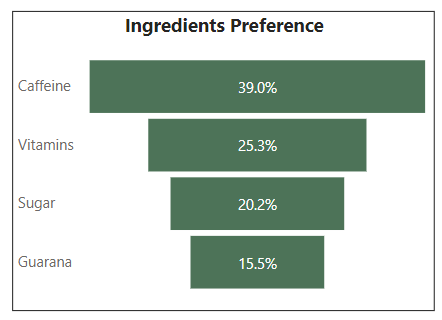 Ingredients Preference
Caffeine 39.0%
Vitamins 25.3%
Sugar 20.2%
Guarana 15.5%